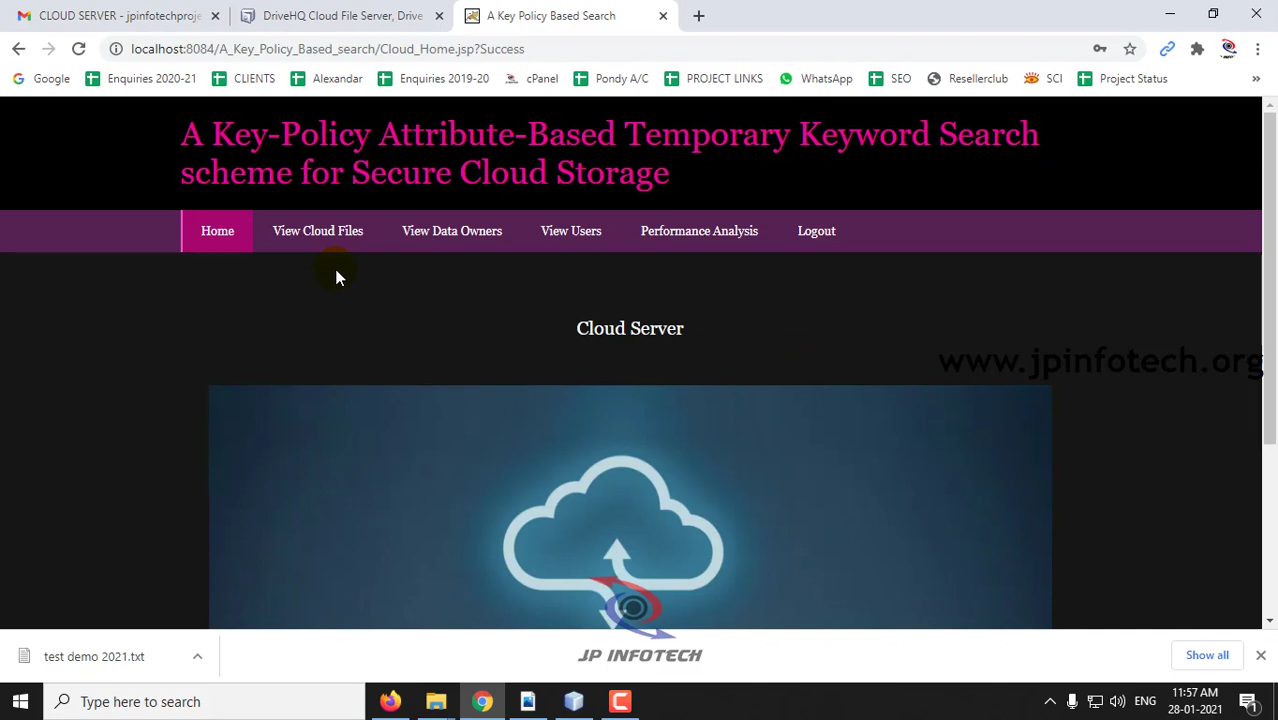 CLOUD SERVER - jpinfotechproje
DriveHQ Cloud File Server, Drive
A Key Policy Based Search
localhost:8084/A_Key_Policy_Based_search/Cloud_Home.jsp?Success
Google
Enquiries 2020-21
CLIENTS
Alexandar
Enquiries 2019-20
cPanel
Pondy A/C
PROJECT LINKS
WhatsApp
SEO
Resellerclub
SCI
Project Status
»
A Key-Policy Attribute-Based Temporary Keyword Search
scheme for Secure Cloud Storage
Home
View Cloud Files
View Data Owners
View Users
Performance Analysis
Logout
Cloud Server
www.jpinfotech.org
JP INFOTECH
test demo 2021.txt
Show all
Type here to search
ENG
11:57 AM
28-01-2021
1